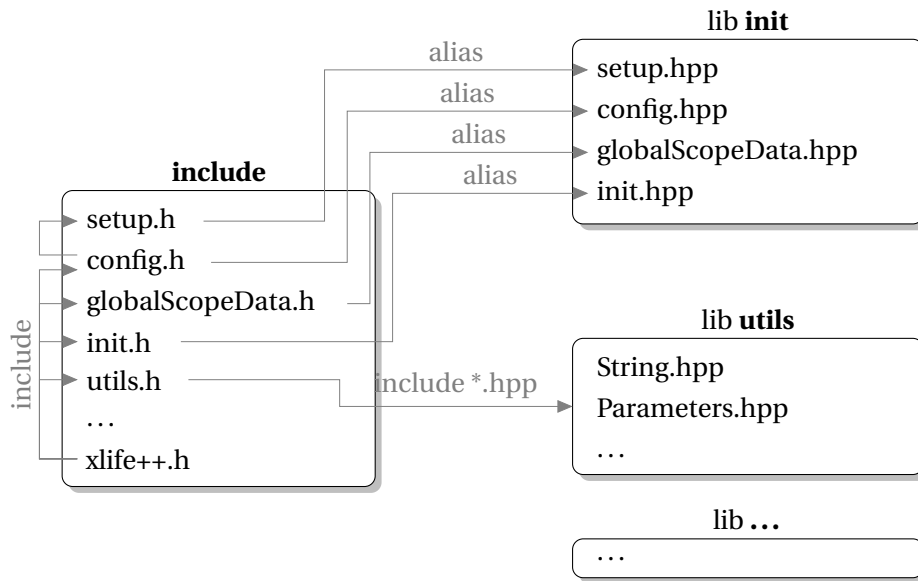 lib init
alias
setup.hpp
alias
config.hpp
alias
globalScopeData.hpp
alias
init.hpp
include
setup.h
config.h
globalScopeData.h
init.h
utils.h
...
xlife++.h
include
include *.hpp
lib utils
String.hpp
Parameters.hpp
...
lib ...
...